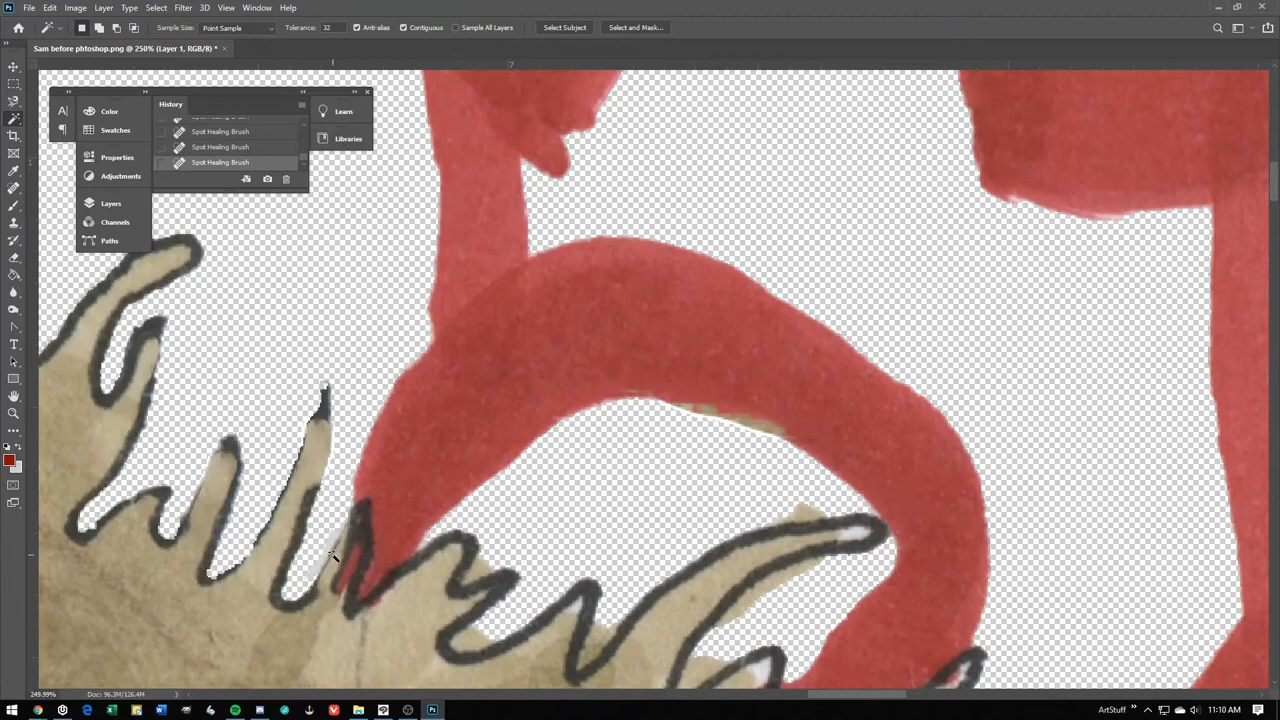 File Edit Image Layer Type Select Filter 3D View Window Help
Sample Size: Point Sample Tolerance: 32 Anti-alias Contiguous Sample All Layers Select Subject Select and Mask...
Sam before phtoshop.png @ 250% (Layer 1, RGB/8) *
7
A
Color
Swatches
Properties
Adjustments
Layers
Channels
Paths
History
Spot Healing Brush
Spot Healing Brush
Spot Healing Brush
Learn
Libraries
249.99% Doc: 96.3M/126.4M
ArtStuff
11:10 AM